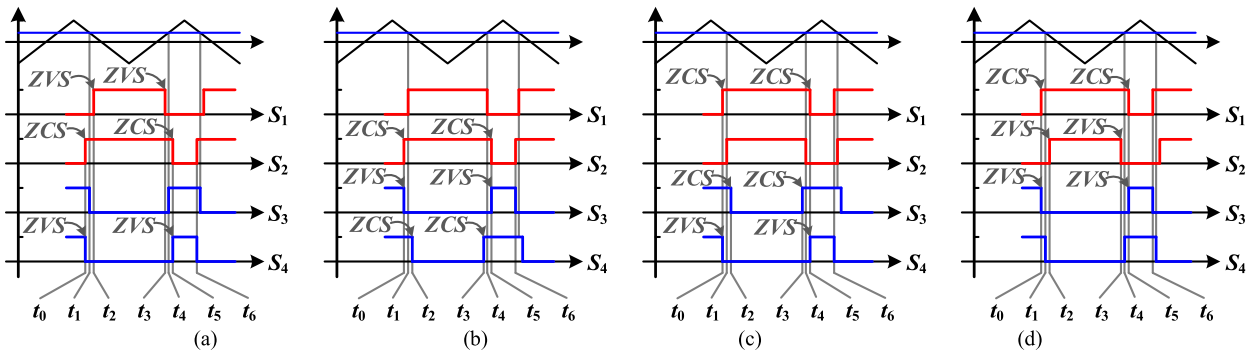 ZVS ZVS
S1
ZCS ZCS
S2
S3
ZVS ZVS
S4
t0 t1 t2 t3 t4 t5 t6
(a)
S1
ZCS ZCS
S2
ZVS ZVS
S3
ZCS ZCS
S4
t0 t1 t2 t3 t4 t5 t6
(b)
ZCS ZCS
S1
S2
ZCS ZCS
S3
ZVS ZVS
S4
t0 t1 t2 t3 t4 t5 t6
(c)
ZCS ZCS
S1
ZVS ZVS
S2
ZVS ZVS
S3
S4
t0 t1 t2 t3 t4 t5 t6
(d)